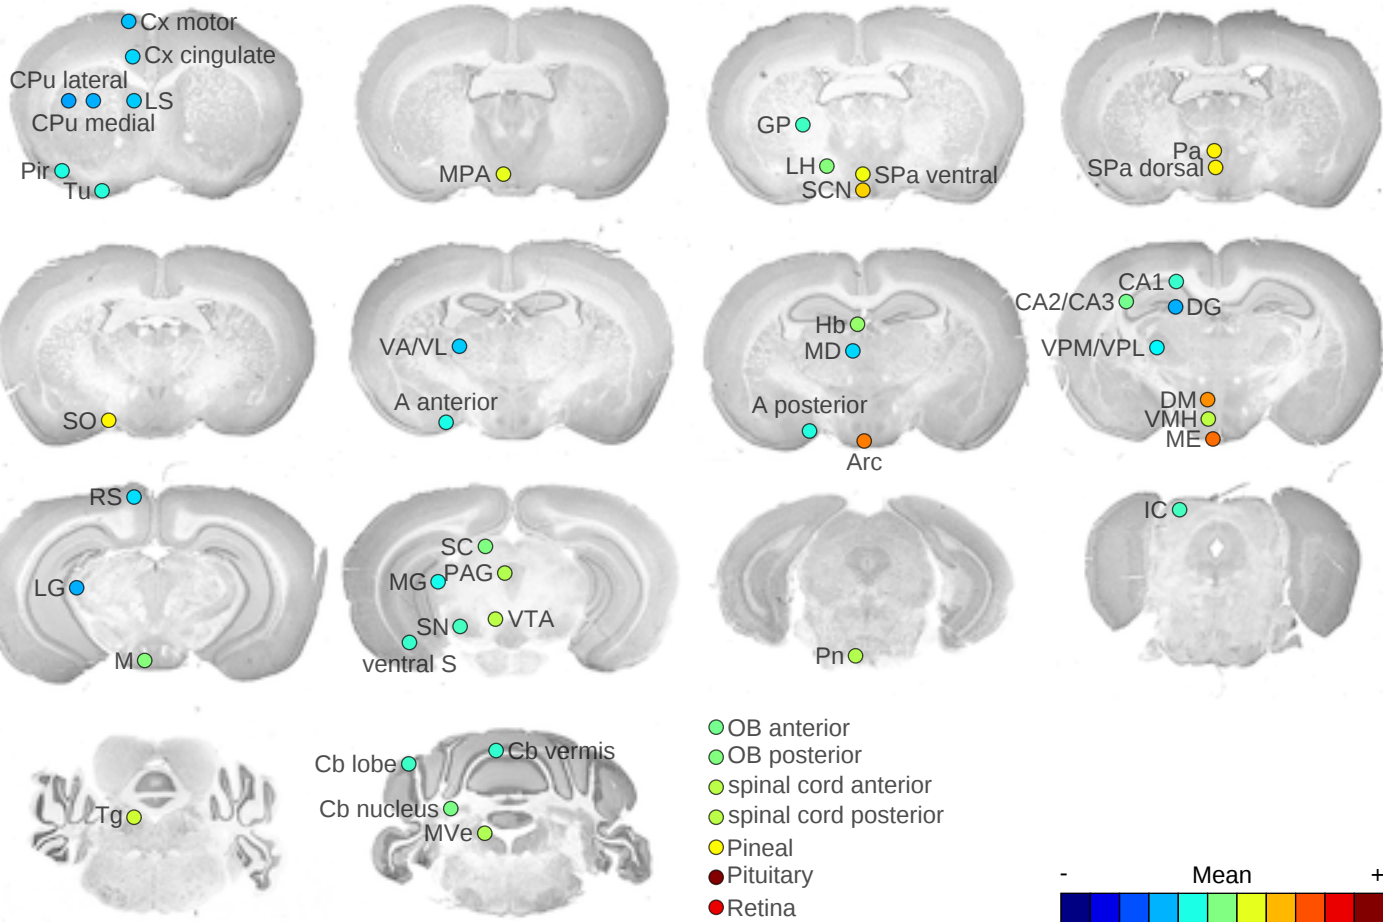 Cx motor
Cx cingulate
CPu lateral
LS
CPu medial
Pir
Tu
MPA
GP
LH
SPa ventral
SCN
Pa
SPa dorsal
SO
VA/VL
A anterior
Hb
MD
A posterior
Arc
CA1
CA2/CA3
DG
VPM/VPL
DM
VMH
ME
RS
LG
M
SC
MG
PAG
SN
VTA
ventral S
Pn
IC
Tg
Cb lobe
Cb vermis
Cb nucleus
MVe
OB anterior
OB posterior
spinal cord anterior
spinal cord posterior
Pineal
Pituitary
Retina
- Mean +